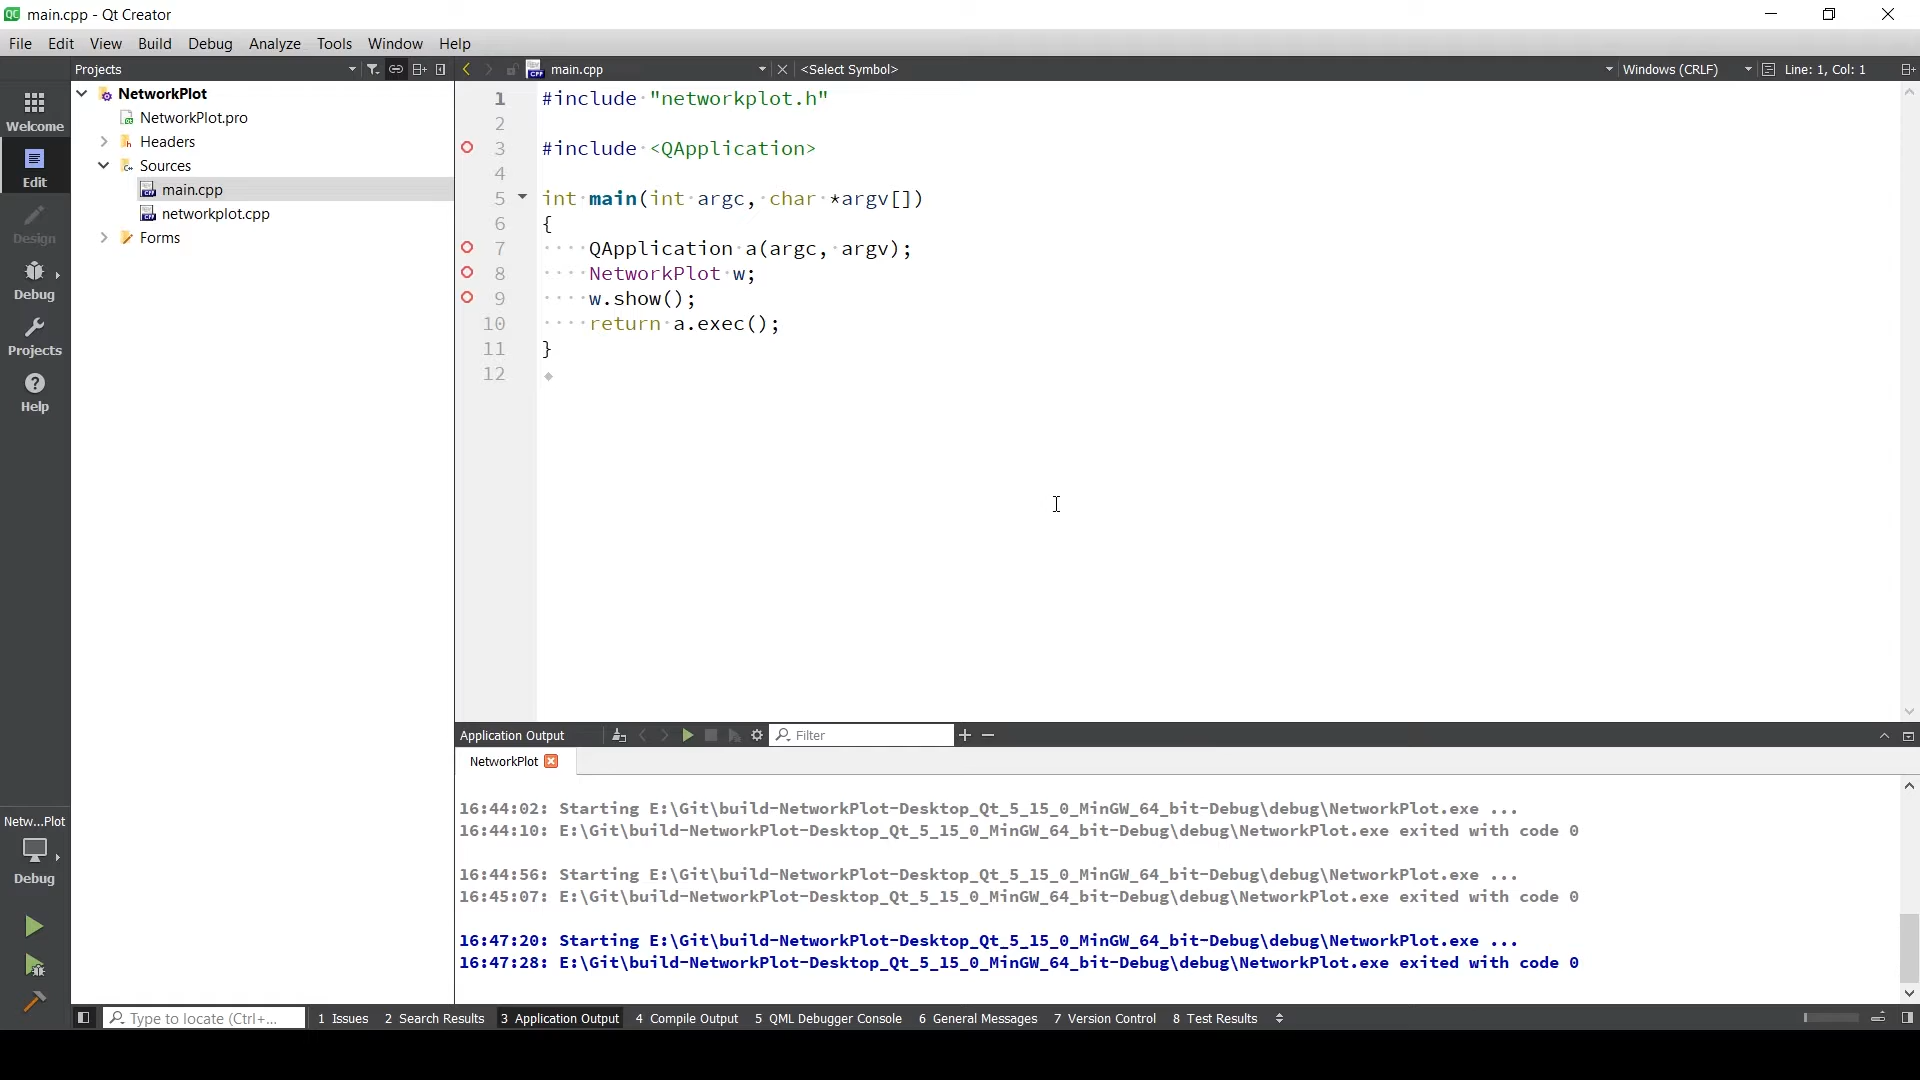 main.cpp - Qt Creator
File Edit View Build Debug Analyze Tools Window Help
Projects
main.cpp
<Select Symbol>
Windows (CRLF)
Line: 1, Col: 1
Welcome
Edit
Design
Debug
Projects
Help
NetworkPlot
NetworkPlot.pro
Headers
Sources
main.cpp
networkplot.cpp
Forms
1 #include "networkplot.h"
2
3 #include <QApplication>
4
5 int main(int argc, char *argv[])
6 {
7 QApplication a(argc, argv);
8 NetworkPlot w;
9 w.show();
10 return a.exec();
11 }
12
Application Output
Filter
NetworkPlot
16:44:02: Starting E:\Git\build-NetworkPlot-Desktop_Qt_5_15_0_MinGW_64_bit-Debug\debug\NetworkPlot.exe ...
16:44:10: E:\Git\build-NetworkPlot-Desktop_Qt_5_15_0_MinGW_64_bit-Debug\debug\NetworkPlot.exe exited with code 0
16:44:56: Starting E:\Git\build-NetworkPlot-Desktop_Qt_5_15_0_MinGW_64_bit-Debug\debug\NetworkPlot.exe ...
16:45:07: E:\Git\build-NetworkPlot-Desktop_Qt_5_15_0_MinGW_64_bit-Debug\debug\NetworkPlot.exe exited with code 0
16:47:20: Starting E:\Git\build-NetworkPlot-Desktop_Qt_5_15_0_MinGW_64_bit-Debug\debug\NetworkPlot.exe ...
16:47:28: E:\Git\build-NetworkPlot-Desktop_Qt_5_15_0_MinGW_64_bit-Debug\debug\NetworkPlot.exe exited with code 0
Netw...Plot
Debug
Type to locate (Ctrl+...
1 Issues 2 Search Results 3 Application Output 4 Compile Output 5 QML Debugger Console 6 General Messages 7 Version Control 8 Test Results